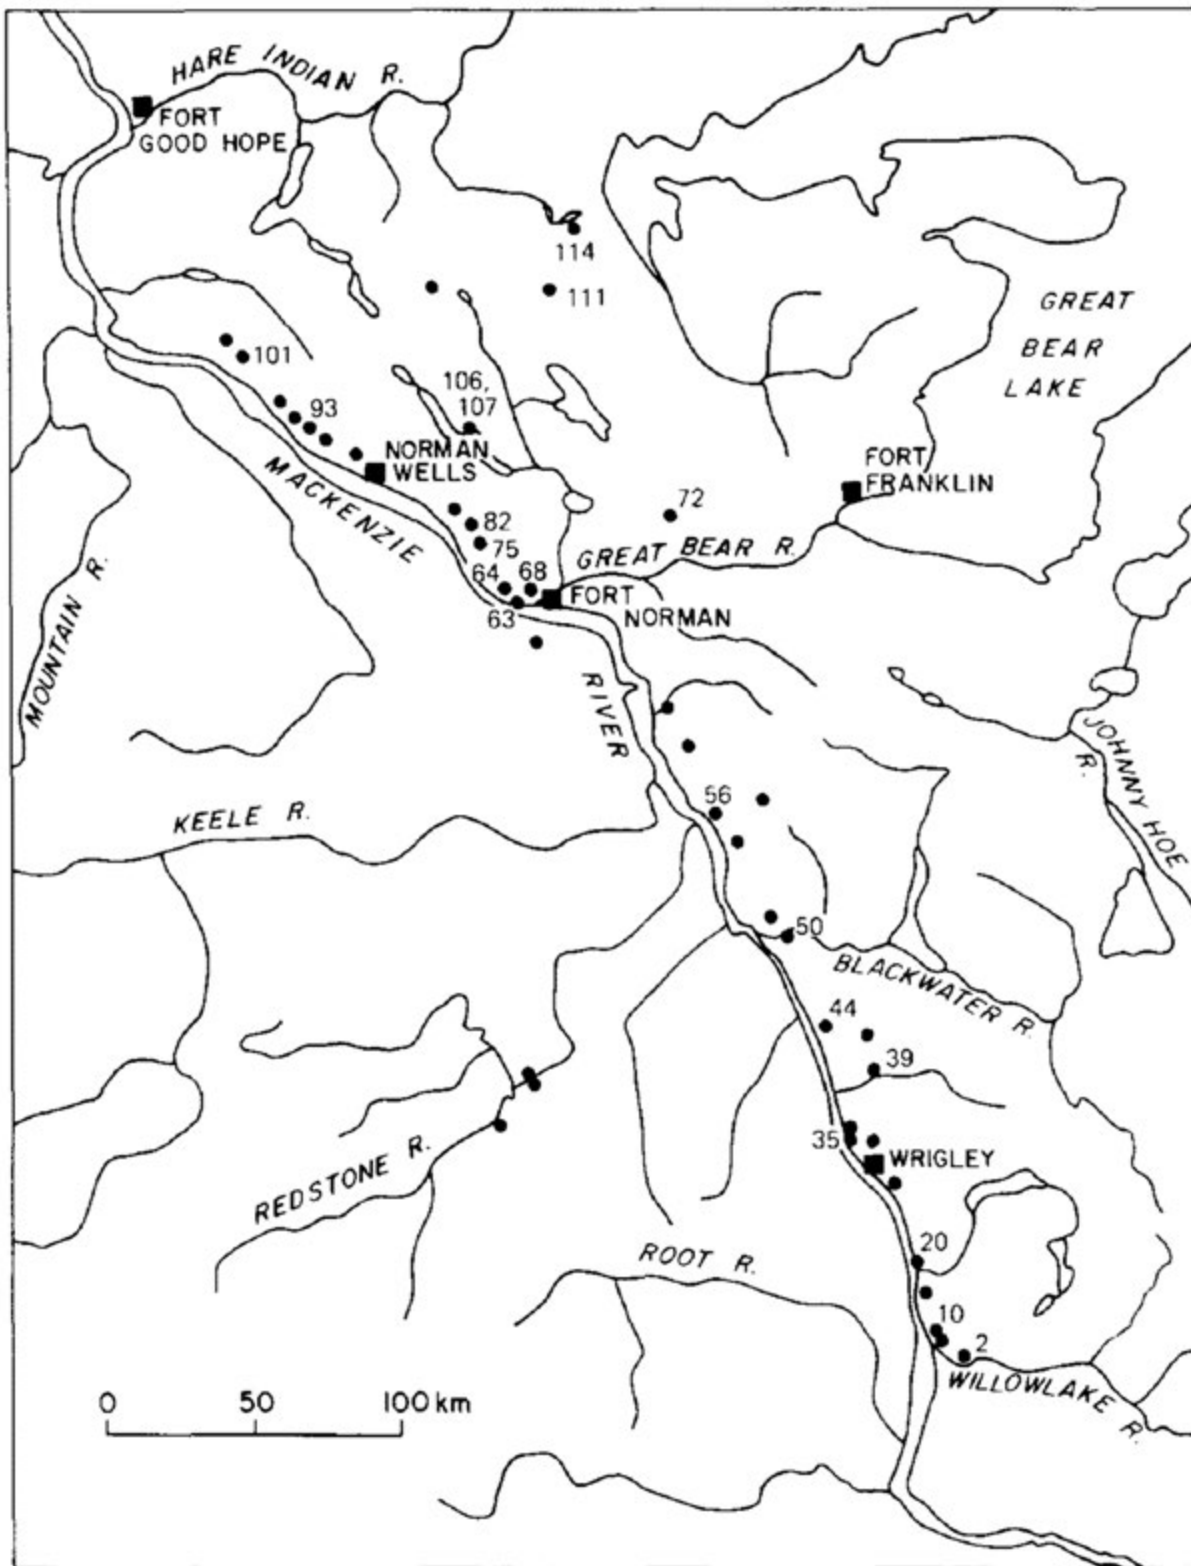 HARE INDIAN R.
FORT
GOOD HOPE
114
111
GREAT
BEAR
LAKE
101
106,
107
93
NORMAN
WELLS
MACKENZIE
FORT
FRANKLIN
72
82
75
GREAT BEAR R.
64
68
63
FORT
NORMAN
MOUNTAIN R.
RIVER
JOHNNY HOE
R.
56
KEELE R.
50
BLACKWATER R.
44
39
35
WRIGLEY
REDSTONE R.
20
ROOT R.
10
2
WILLOWLAKE R.
0 50 100 km